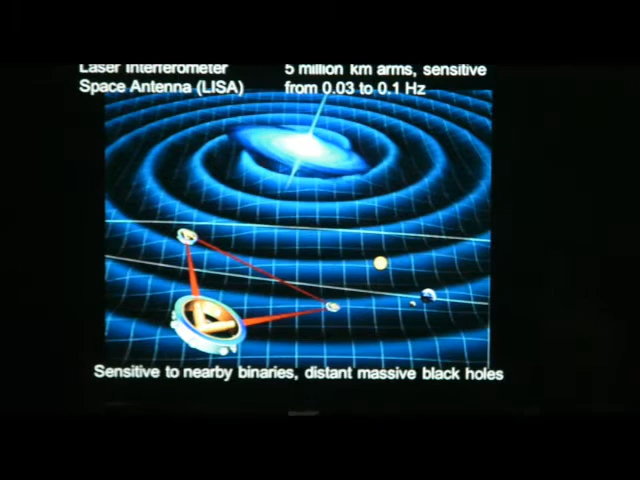 Laser Interferometer
Space Antenna (LISA)
5 million km arms, sensitive
from 0.03 to 0.1 Hz
Sensitive to nearby binaries, distant massive black holes